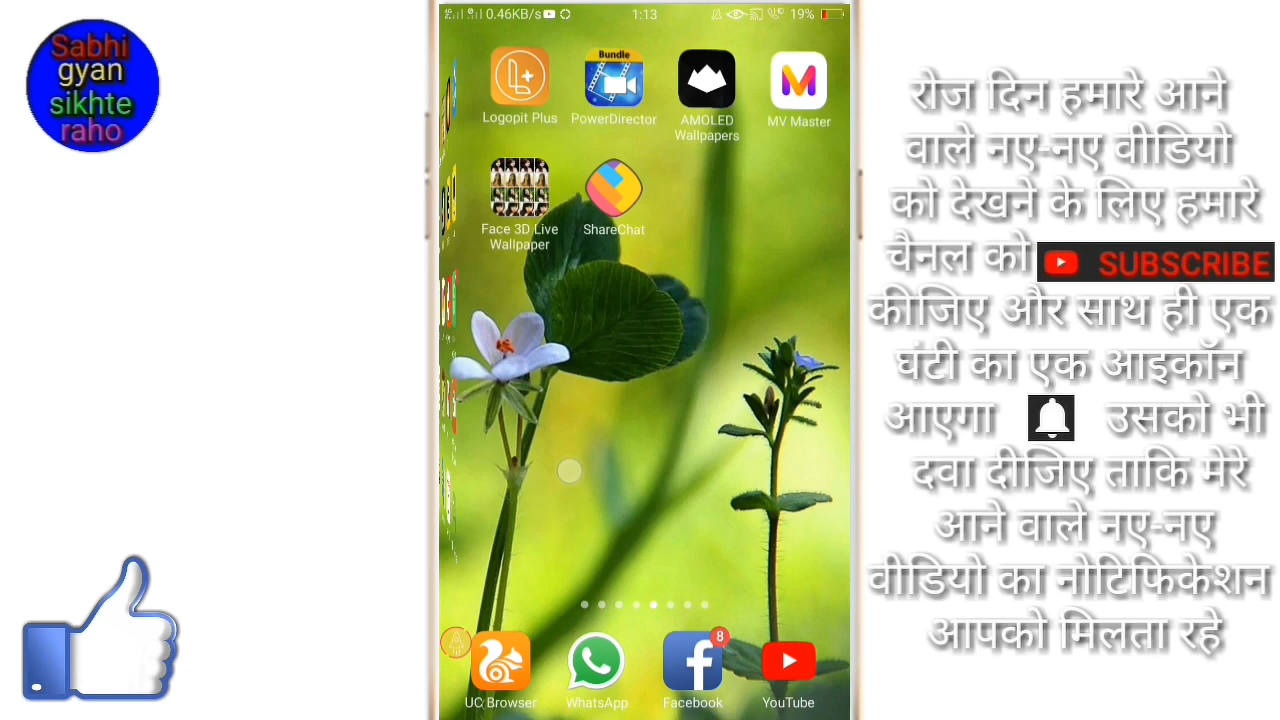 Sabhi
gyan
sikhte
raho
0.46KB/s 1:13 19%
Bundle
Logopit Plus PowerDirector AMOLED Wallpapers MV Master
Face 3D Live Wallpaper ShareChat
8
UC Browser WhatsApp Facebook YouTube
रोज दिन हमारे आने
वाले नए-नए वीडियो
को देखने के लिए हमारे
चैनल को SUBSCRIBE
कीजिए और साथ ही एक
घंटी का एक आइकॉन
आएगा उसको भी
दवा दीजिए ताकि मेरे
आने वाले नए-नए
वीडियो का नोटिफिकेशन
आपको मिलता रहे